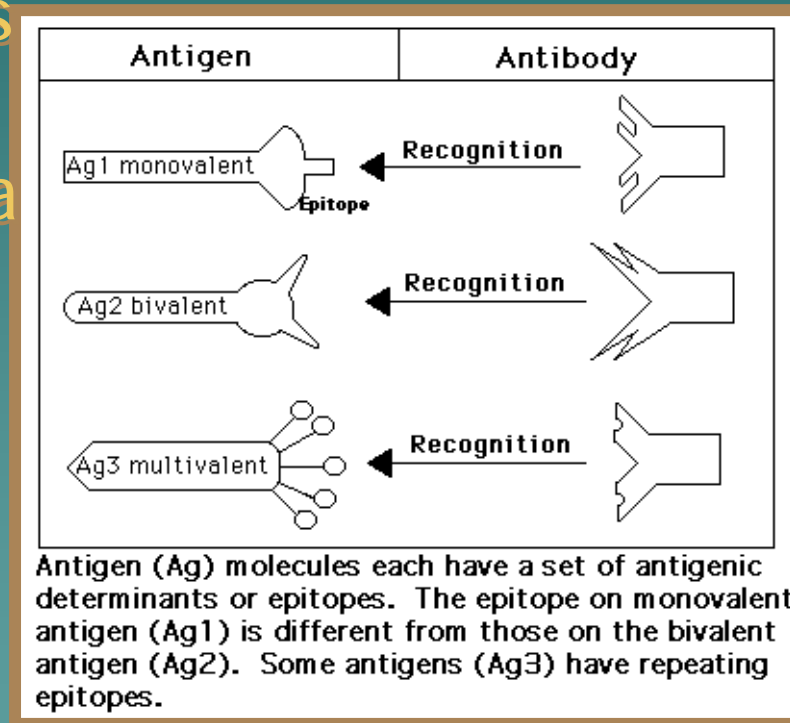 s
a
Antigen Antibody
Ag1 monovalent
Recognition
Epitope
Ag2 bivalent
Recognition
Ag3 multivalent
Recognition
Antigen (Ag) molecules each have a set of antigenic
determinants or epitopes. The epitope on monovalent
antigen (Ag1) is different from those on the bivalent
antigen (Ag2). Some antigens (Ag3) have repeating
epitopes.